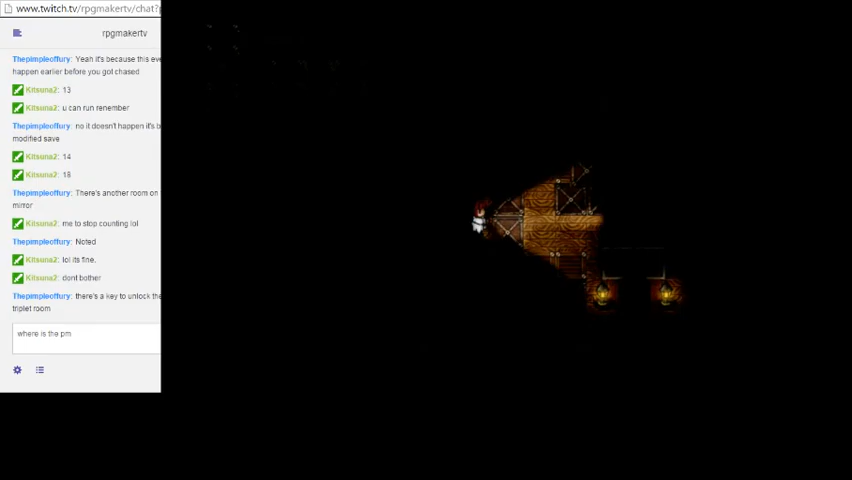 www.twitch.tv/rpgmakertv/chat?
rpgmakertv
Thepimpleoffury: Yeah it's because this
happen earlier before you got chased
Kitsuna2: 13
Kitsuna2: u can run renember
Thepimpleoffury: no it doesn't happen it's
modified save
Kitsuna2: 14
Kitsuna2: 18
Thepimpleoffury: There's another room on
mirror
Kitsuna2: me to stop counting lol
Thepimpleoffury: Noted
Kitsuna2: lol its fine.
Kitsuna2: dont bother
Thepimpleoffury: there's a key to unlock the
triplet room
where is the pm